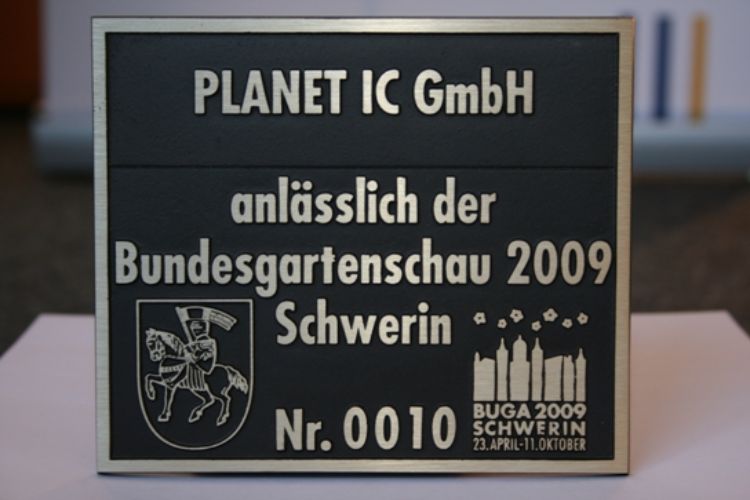 PLANET IC GmbH
anlässlich der
Bundesgartenschau 2009
Schwerin
Nr. 0010
BUGA 2009
SCHWERIN
23. APRIL-11. OKTOBER